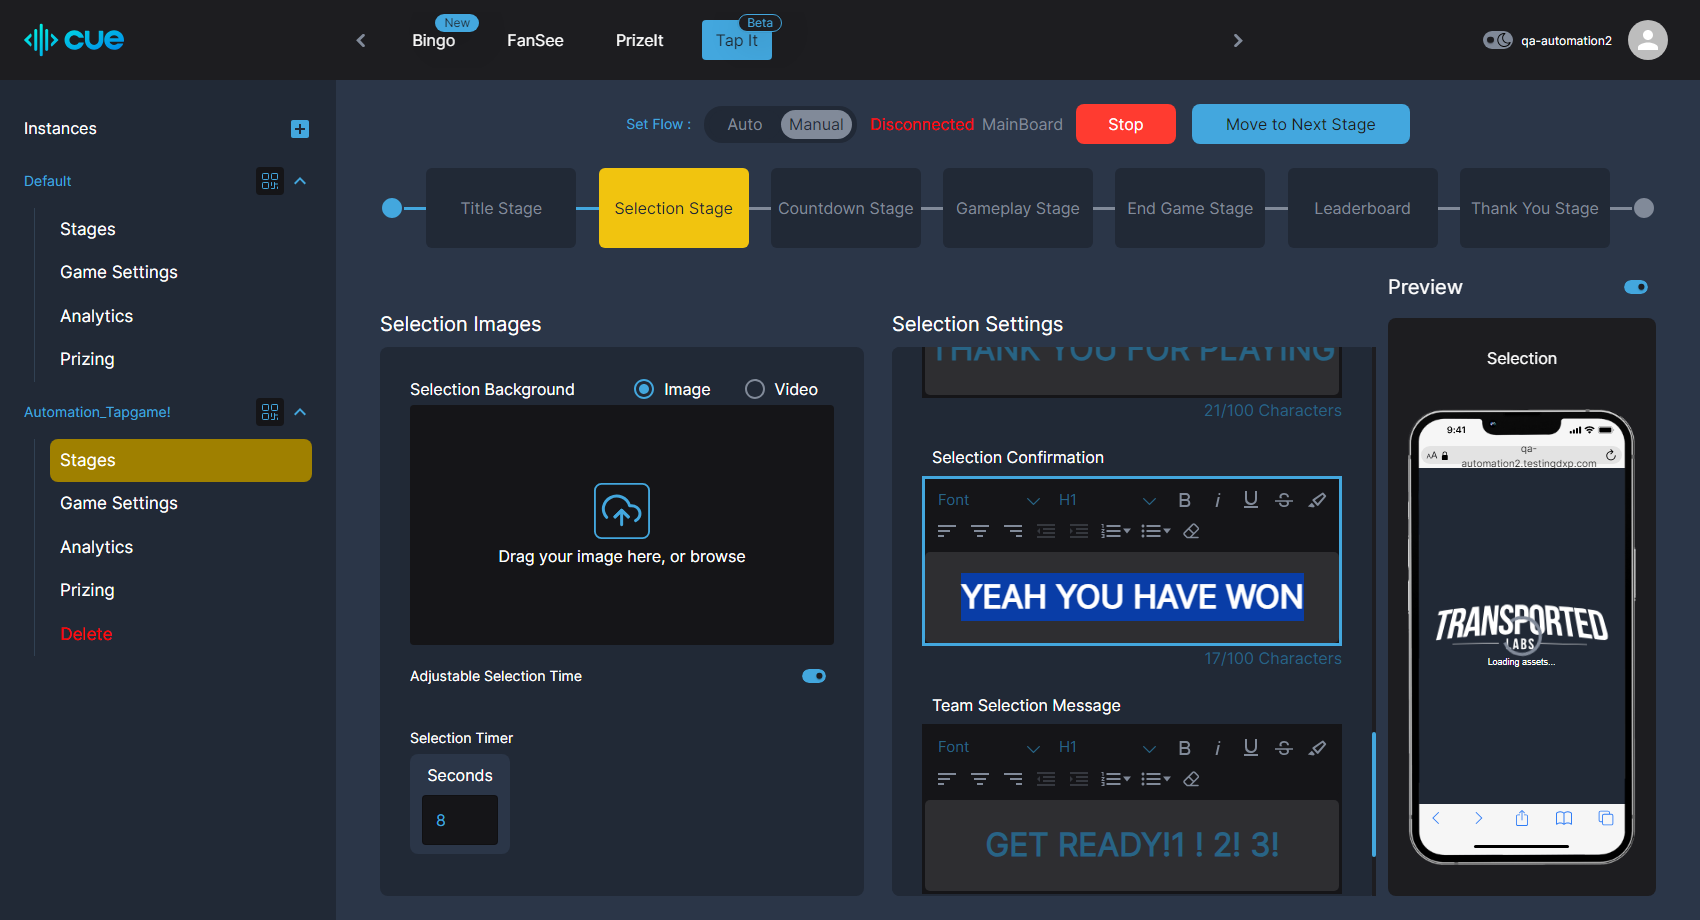 cue
Bingo
New
FanSee
PrizeIt
Tap It
Beta
qa-automation2
Instances
Default
Stages
Game Settings
Analytics
Prizing
Automation_Tapgame!
Stages
Game Settings
Analytics
Prizing
Delete
Set Flow :
Auto
Manual
Disconnected MainBoard
Stop
Move to Next Stage
Title Stage
Selection Stage
Countdown Stage
Gameplay Stage
End Game Stage
Leaderboard
Thank You Stage
Selection Images
Selection Background
Image
Video
Drag your image here, or browse
Adjustable Selection Time
Selection Timer
Seconds
8
Selection Settings
THANK YOU FOR PLAYING
21/100 Characters
Selection Confirmation
Font
H1
B
i
U
S
YEAH YOU HAVE WON
17/100 Characters
Team Selection Message
Font
H1
B
i
U
S
GET READY!1 ! 2! 3!
Preview
Selection
9:41
AA
qa-
automation2.testingdxp.com
TRANSPORTED
LABS
Loading assets...